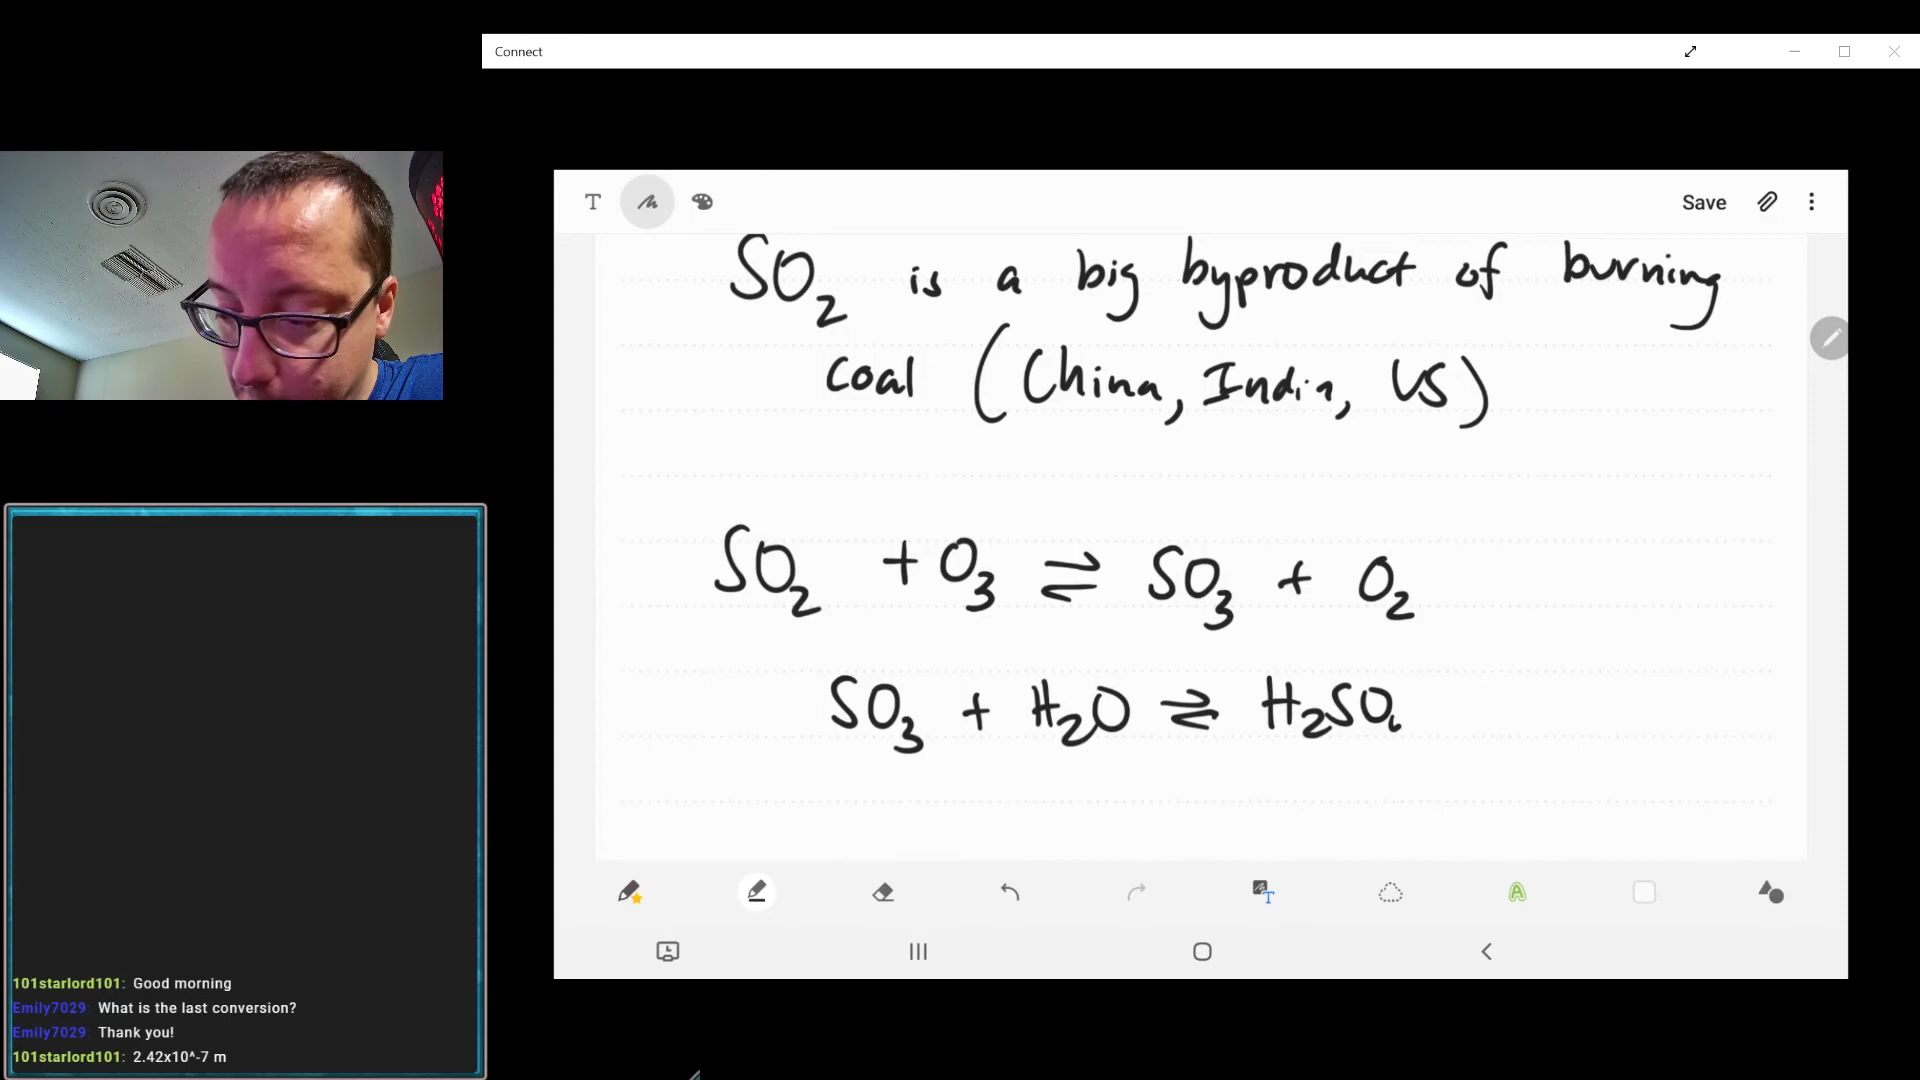 Connect
T Save
SO₂ is a big byproduct of burning
coal (China, India, US)
SO₂ + O₃ ⇌ SO₃ + O₂
SO₃ + H₂O ⇌ H₂SO
101starlord101: Good morning
Emily7029: What is the last conversion?
Emily7029: Thank you!
101starlord101: 2.42x10^-7 m